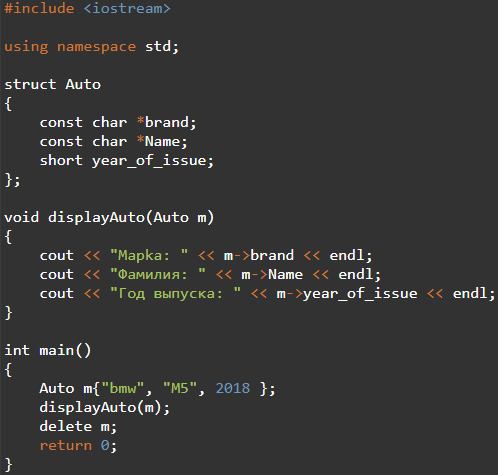 #include <iostream>
using namespace std;
struct Auto
{
    const char *brand;
    const char *Name;
    short year_of_issue;
};
void displayAuto(Auto m)
{
    cout << "Марка: " << m->brand << endl;
    cout << "Фамилия: " << m->Name << endl;
    cout << "Год выпуска: " << m->year_of_issue << endl;
}
int main()
{
    Auto m{"bmw", "M5", 2018 };
    displayAuto(m);
    delete m;
    return 0;
}